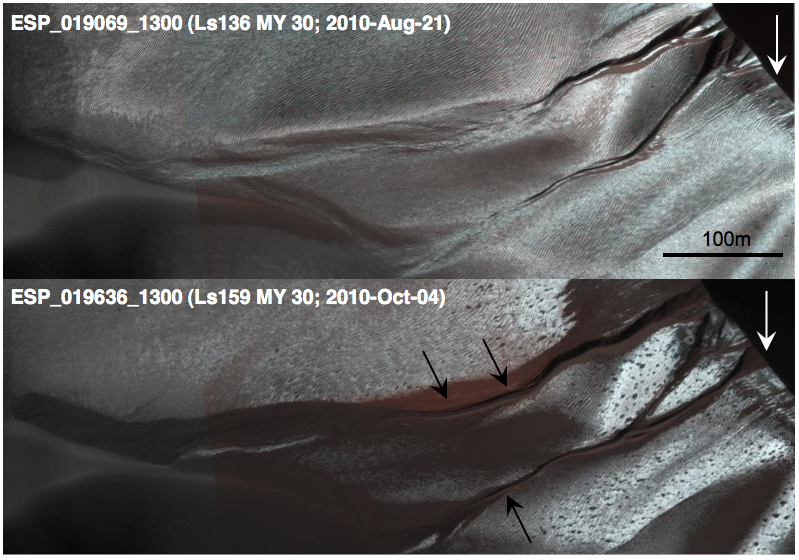 ESP_019069_1300 (Ls136 MY 30; 2010-Aug-21)
100m
ESP_019636_1300 (Ls159 MY 30; 2010-Oct-04)